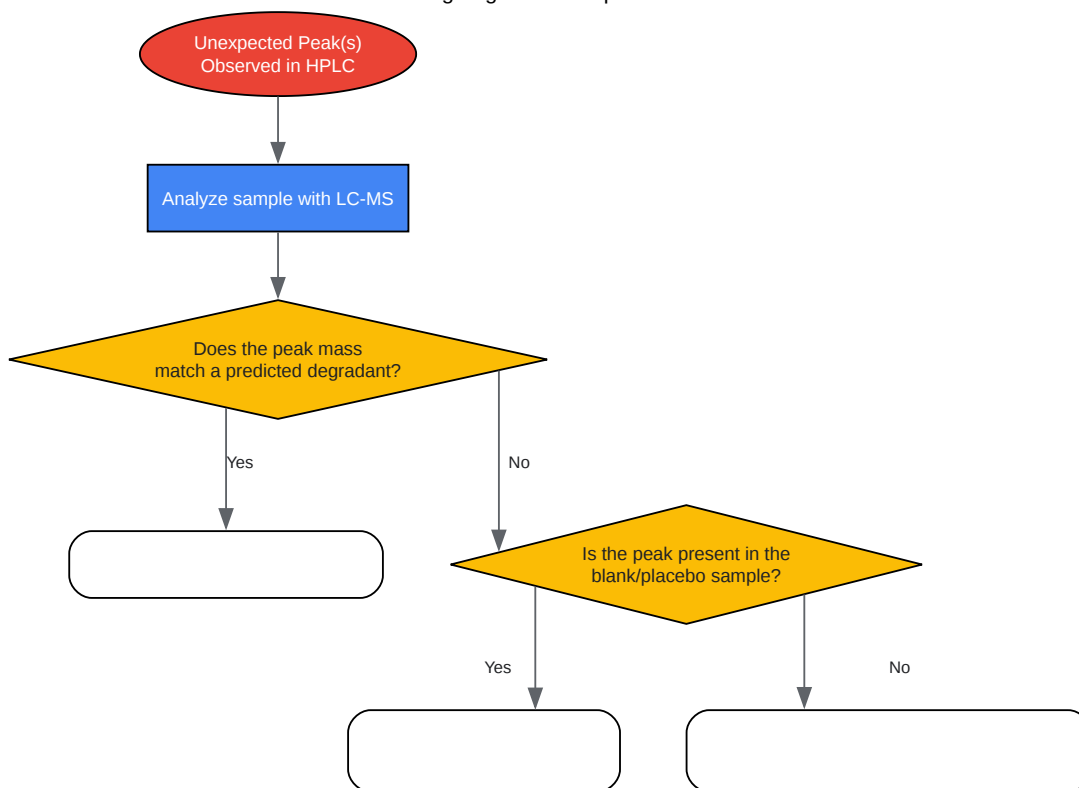 Unexpected Peak(s)
Observed in HPLC
Analyze sample with LC-MS
Does the peak mass
match a predicted degradant?
Yes
No
Is the peak present in the
blank/placebo sample?
Yes
No